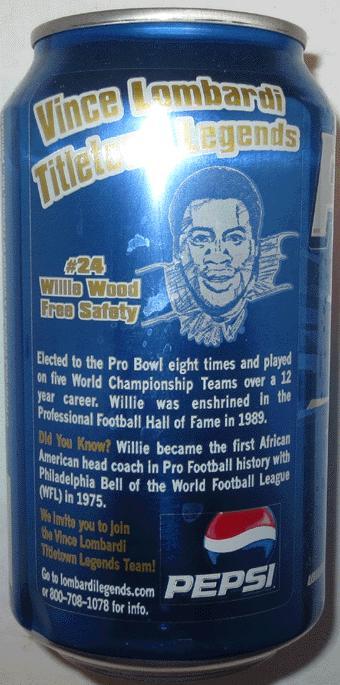 Vince Lombardi
Titletown Legends
#24
Willie Wood
Free Safety
Elected to the Pro Bowl eight times and played
on five World Championship Teams over a 12
year career. Willie was enshrined in the
Professional Football Hall of Fame in 1989.
Did You Know? Willie became the first African
American head coach in Pro Football history with
Philadelphia Bell of the World Football League
(WFL) in 1975.
We invite you to join
the Vince Lombardi
Titletown Legends Team!
Go to lombardilegends.com
or 800-708-1078 for info.
PEPSI